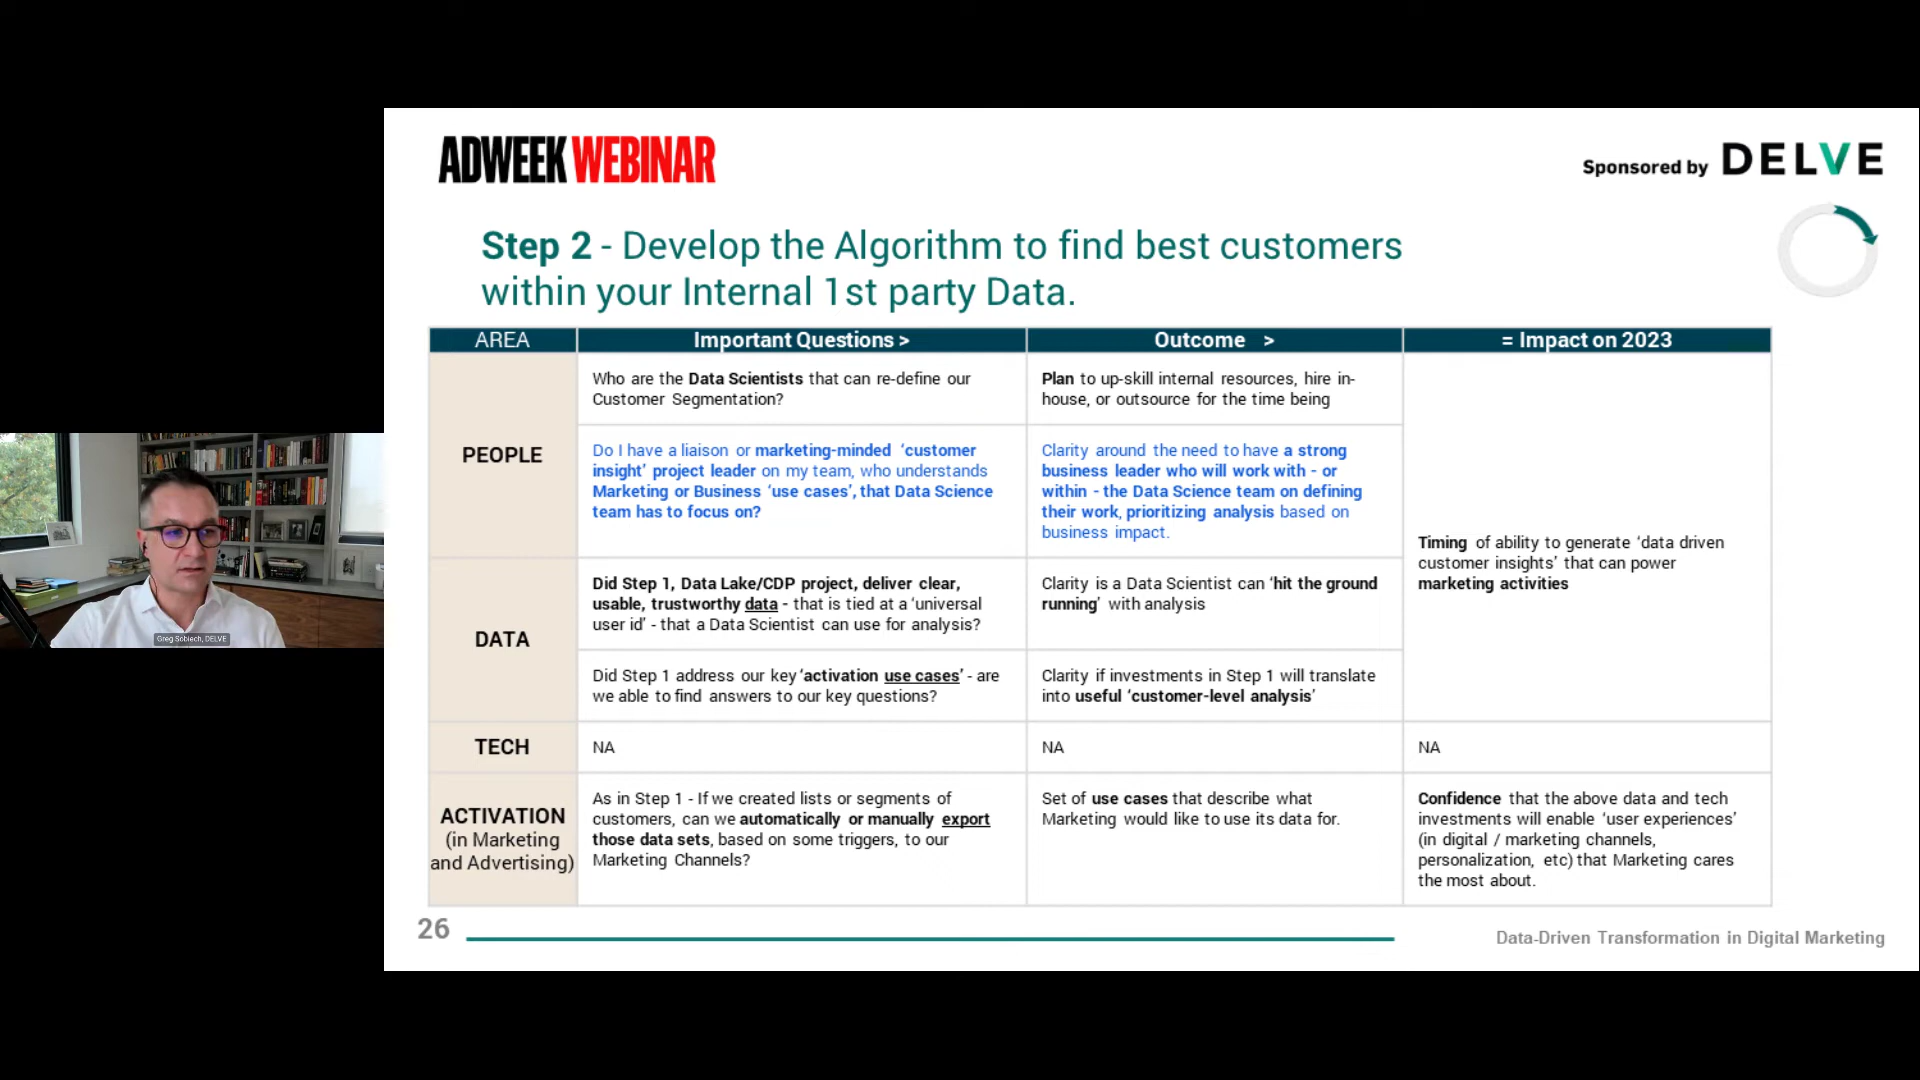 ADWEEK WEBINAR
Sponsored by DELVE
Step 2 - Develop the Algorithm to find best customers
within your Internal 1st party Data.
AREA
Important Questions >
Outcome >
= Impact on 2023
PEOPLE
Who are the Data Scientists that can re-define our
Customer Segmentation?
Plan to up-skill internal resources, hire in-
house, or outsource for the time being
Do I have a liaison or marketing-minded ‘customer
insight’ project leader on my team, who understands
Marketing or Business ‘use cases’, that Data Science
team has to focus on?
Clarity around the need to have a strong
business leader who will work with - or
within - the Data Science team on defining
their work, prioritizing analysis based on
business impact.
Timing of ability to generate ‘data driven
customer insights’ that can power
marketing activities
DATA
Did Step 1, Data Lake/CDP project, deliver clear,
usable, trustworthy data - that is tied at a ‘universal
user id’ - that a Data Scientist can use for analysis?
Clarity is a Data Scientist can ‘hit the ground
running’ with analysis
Did Step 1 address our key ‘activation use cases’ - are
we able to find answers to our key questions?
Clarity if investments in Step 1 will translate
into useful ‘customer-level analysis’
TECH
NA
NA
NA
ACTIVATION
(in Marketing
and Advertising)
As in Step 1 - If we created lists or segments of
customers, can we automatically or manually export
those data sets, based on some triggers, to our
Marketing Channels?
Set of use cases that describe what
Marketing would like to use its data for.
Confidence that the above data and tech
investments will enable ‘user experiences’
(in digital / marketing channels,
personalization, etc) that Marketing cares
the most about.
26
Data-Driven Transformation in Digital Marketing
Greg Sobiech, DELVE